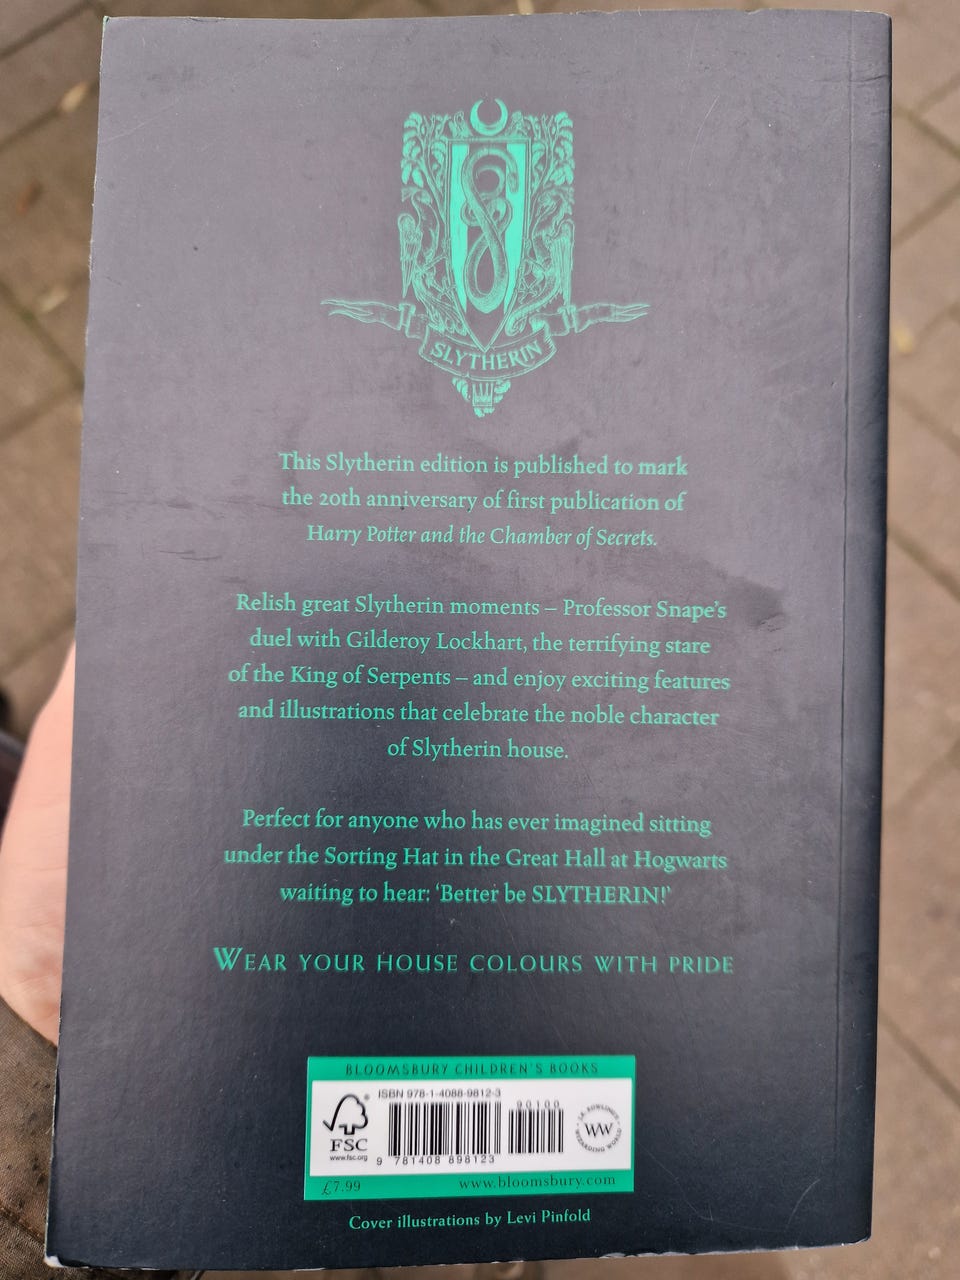 SLYTHERIN
This Slytherin edition is published to mark
the 20th anniversary of first publication of
Harry Potter and the Chamber of Secrets.
Relish great Slytherin moments – Professor Snape's
duel with Gilderoy Lockhart, the terrifying stare
of the King of Serpents – and enjoy exciting features
and illustrations that celebrate the noble character
of Slytherin house.
Perfect for anyone who has ever imagined sitting
under the Sorting Hat in the Great Hall at Hogwarts
waiting to hear: 'Better be SLYTHERIN!'
WEAR YOUR HOUSE COLOURS WITH PRIDE
BLOOMSBURY CHILDREN'S BOOKS
ISBN 978-1-4088-9812-3
90100
FSC
www.fsc.org
9 781408 898123
J.K. ROWLING'S WIZARDING WORLD
WW
£7.99
www.bloomsbury.com
Cover illustrations by Levi Pinfold